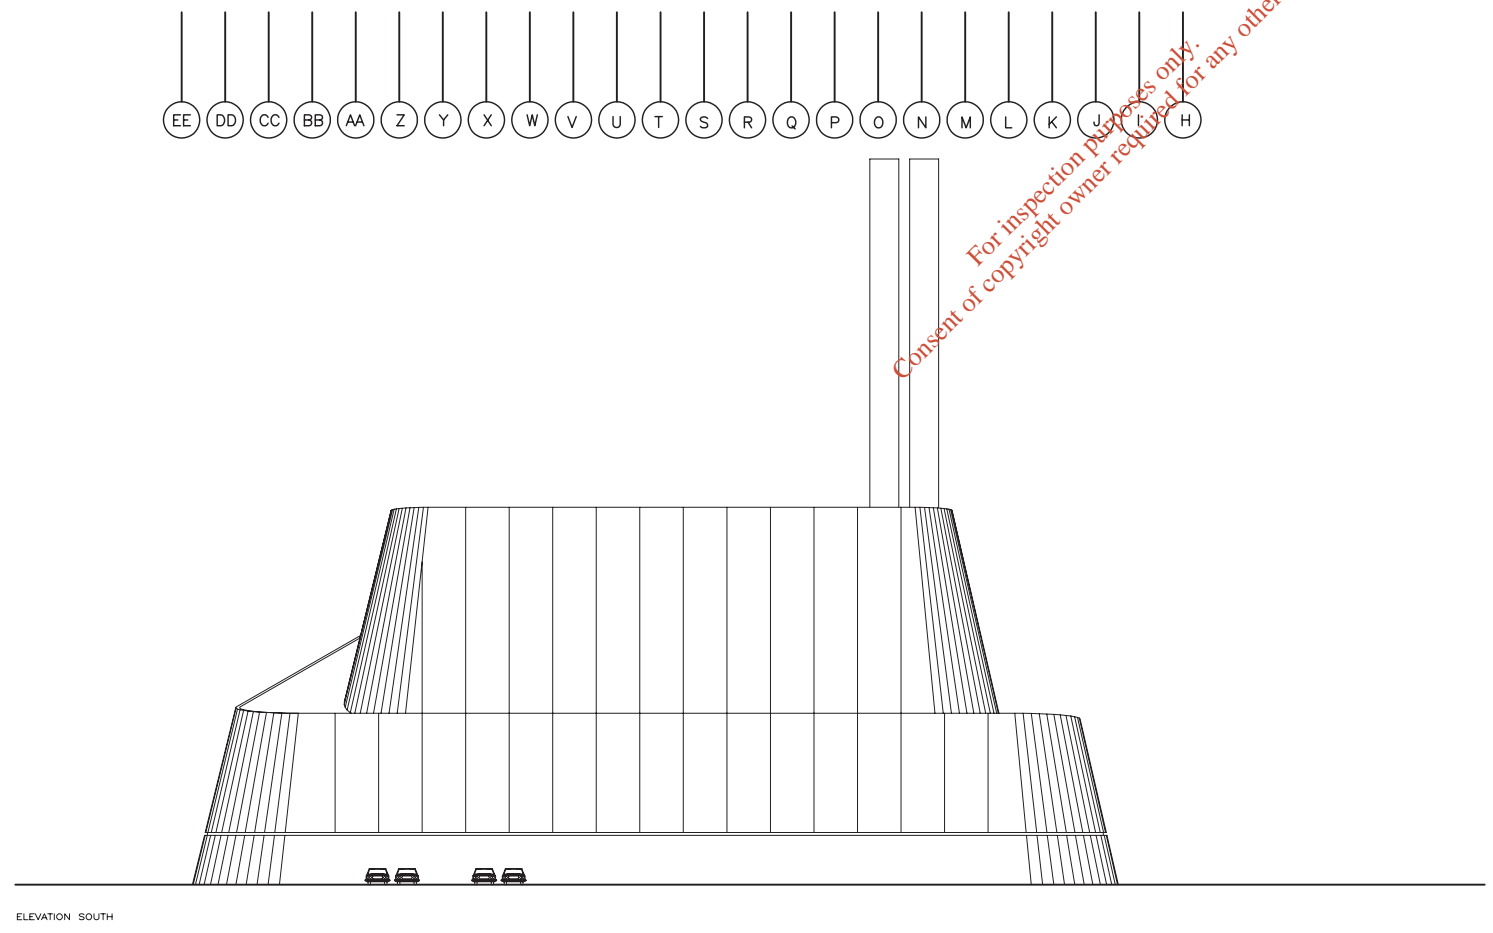 EE DD CC BB AA Z Y X W V U T S R Q P O N M L K J I H
For inspection purposes only.
Consent of copyright owner required for any other
ELEVATION SOUTH